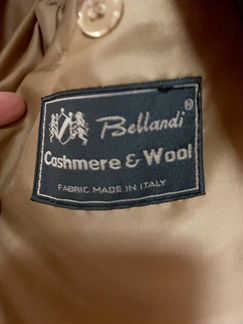 Bellandi®
Cashmere & Wool
FABRIC MADE IN ITALY